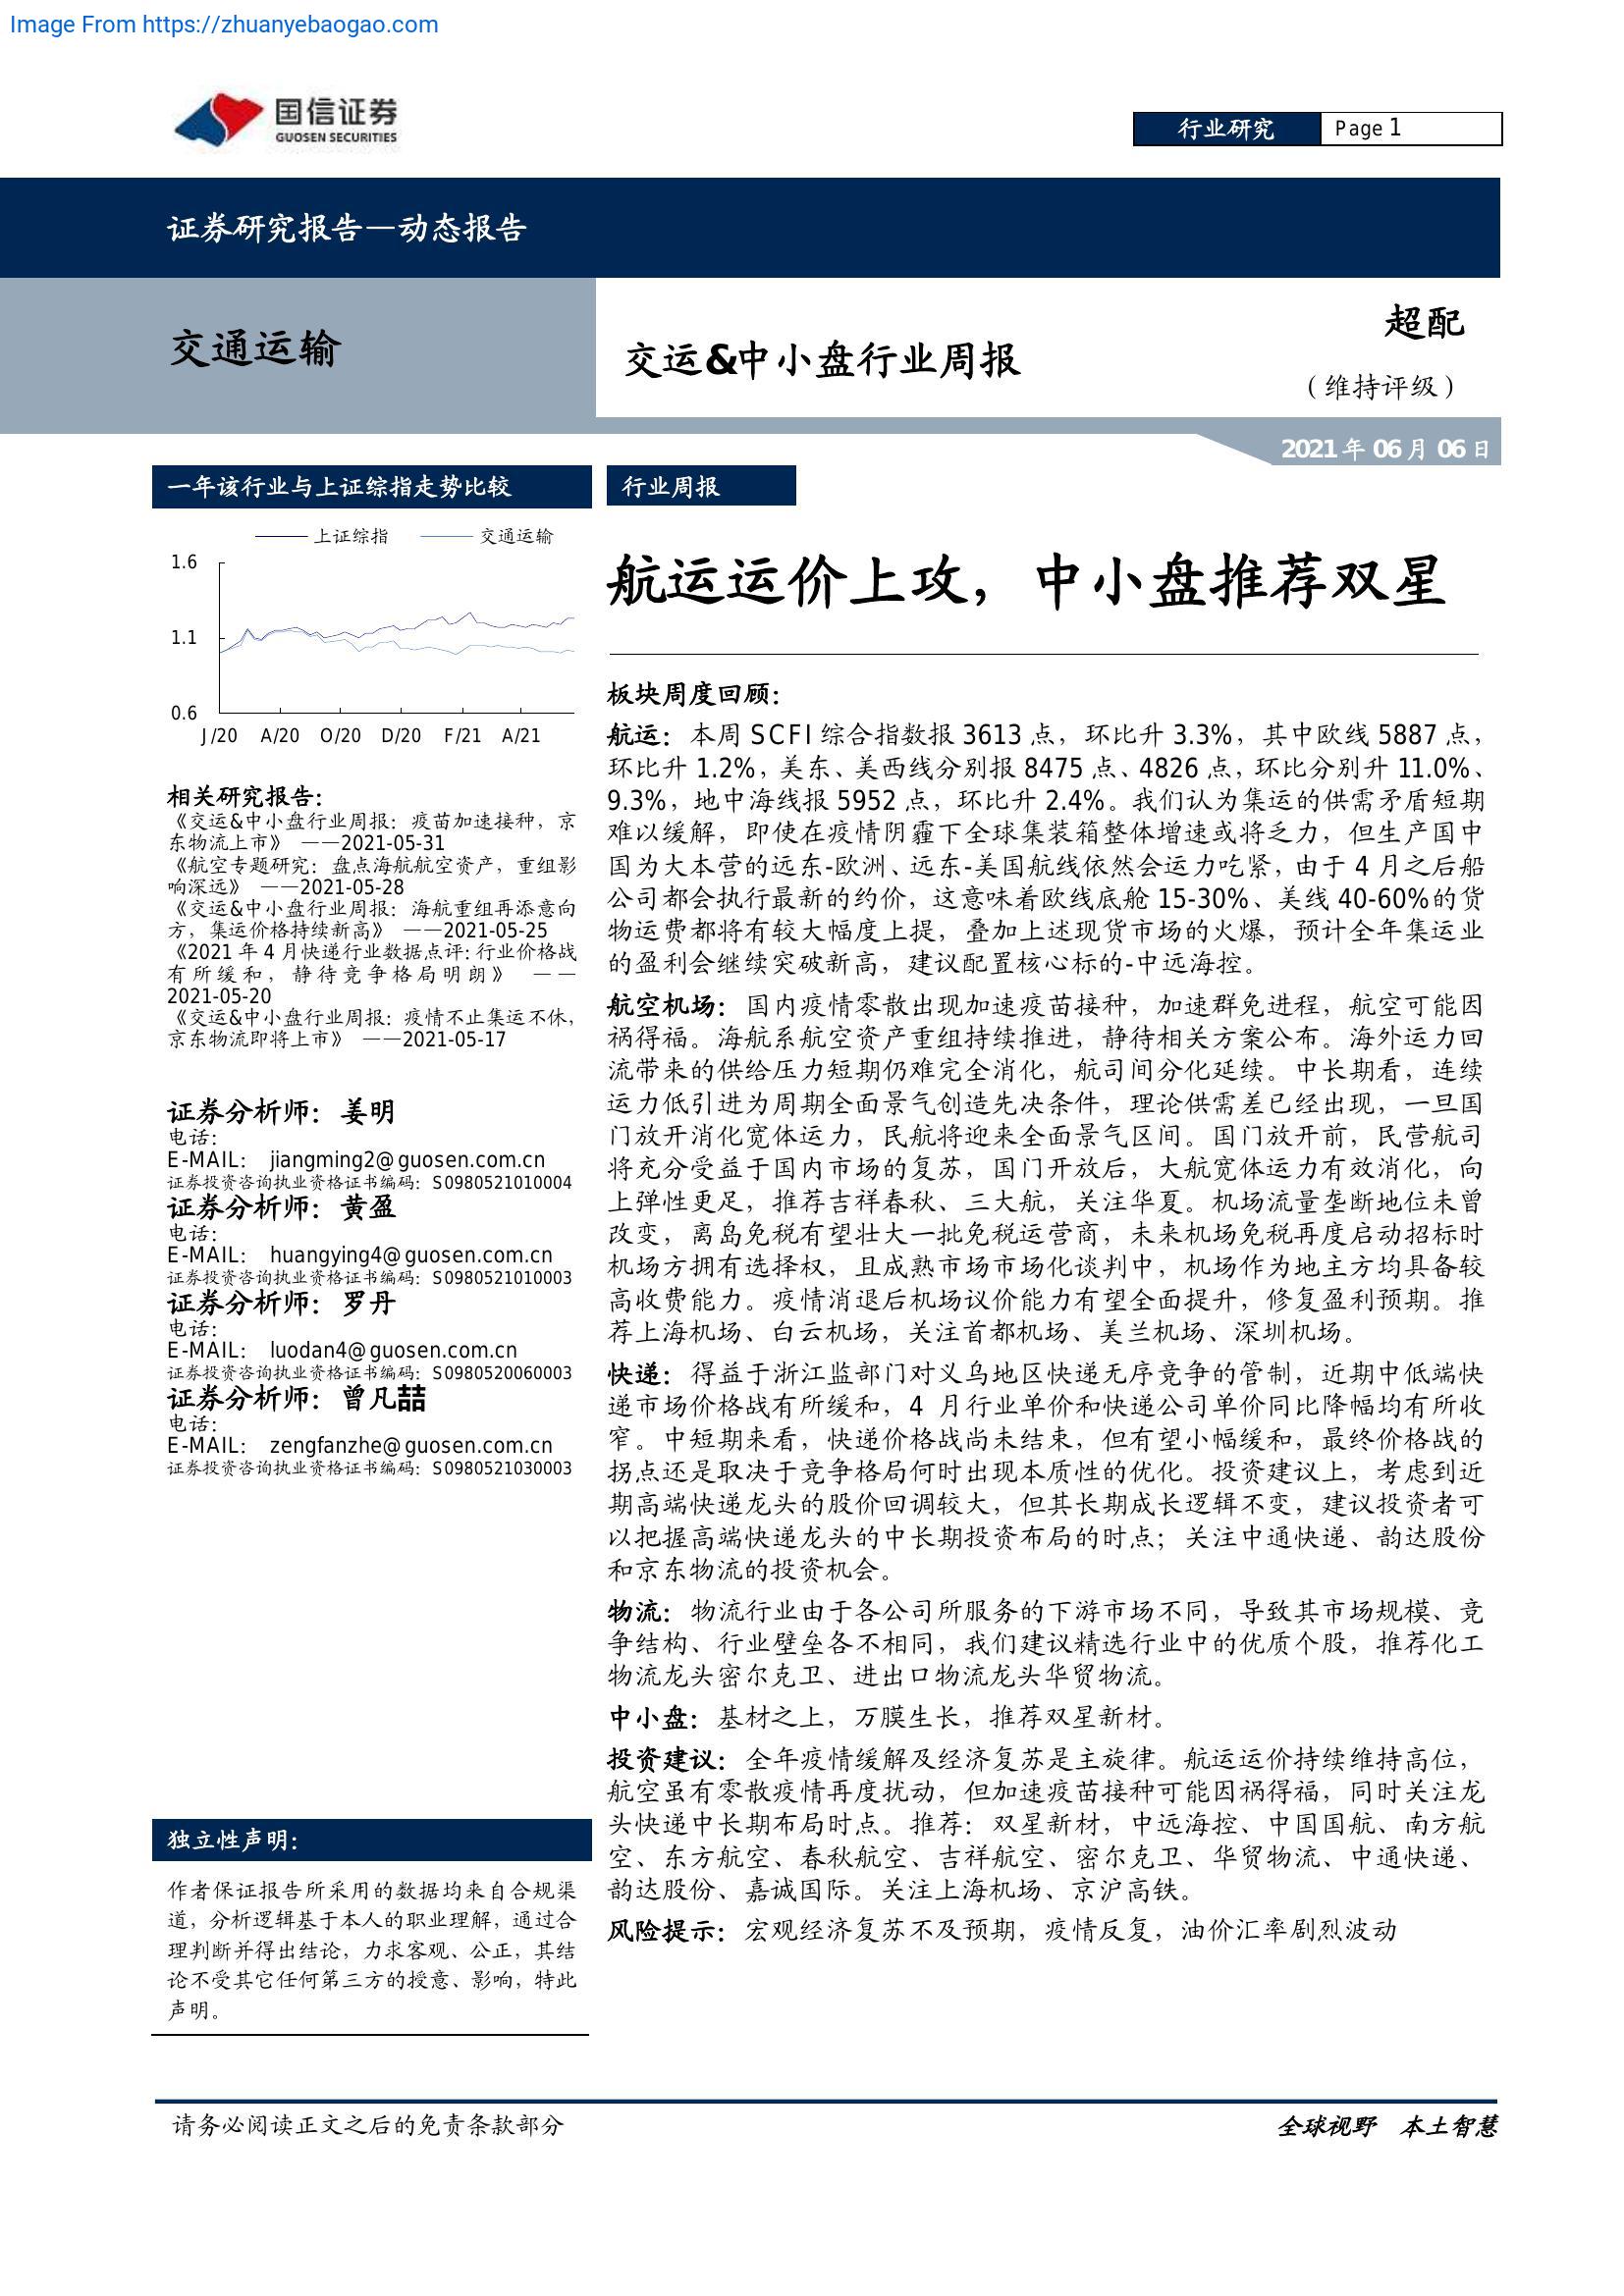 Image From https://zhuanyebaogao.com
国信证券
GUOSEN SECURITIES
行业研究
Page 1
证券研究报告—动态报告
交通运输
交运&中小盘行业周报
超配
（维持评级）
2021 年 06 月 06 日
一年该行业与上证综指走势比较
上证综指 交通运输
1.6
1.1
0.6
J/20 A/20 O/20 D/20 F/21 A/21
相关研究报告：
《交运&中小盘行业周报：疫苗加速接种，京
东物流上市》 ——2021-05-31
《航空专题研究：盘点海航航空资产，重组影
响深远》 ——2021-05-28
《交运&中小盘行业周报：海航重组再添意向
方，集运价格持续新高》 ——2021-05-25
《2021 年 4 月快递行业数据点评：行业价格战
有所缓和，静待竞争格局明朗》 ——
2021-05-20
《交运&中小盘行业周报：疫情不止集运不休，
京东物流即将上市》 ——2021-05-17
证券分析师：姜明
电话：
E-MAIL： jiangming2@guosen.com.cn
证券投资咨询执业资格证书编码：S0980521010004
证券分析师：黄盈
电话：
E-MAIL： huangying4@guosen.com.cn
证券投资咨询执业资格证书编码：S0980521010003
证券分析师：罗丹
电话：
E-MAIL： luodan4@guosen.com.cn
证券投资咨询执业资格证书编码：S0980520060003
证券分析师：曾凡喆
电话：
E-MAIL： zengfanzhe@guosen.com.cn
证券投资咨询执业资格证书编码：S0980521030003
独立性声明：
作者保证报告所采用的数据均来自合规渠
道，分析逻辑基于本人的职业理解，通过合
理判断并得出结论，力求客观、公正，其结
论不受其它任何第三方的授意、影响，特此
声明。
行业周报
航运运价上攻，中小盘推荐双星
板块周度回顾：
航运：本周 SCFI 综合指数报 3613 点，环比升 3.3%，其中欧线 5887 点，
环比升 1.2%，美东、美西线分别报 8475 点、4826 点，环比分别升 11.0%、
9.3%，地中海线报 5952 点，环比升 2.4%。我们认为集运的供需矛盾短期
难以缓解，即使在疫情阴霾下全球集装箱整体增速或将乏力，但生产国中
国为大本营的远东-欧洲、远东-美国航线依然会运力吃紧，由于 4 月之后船
公司都会执行最新的约价，这意味着欧线底舱 15-30%、美线 40-60%的货
物运费都将有较大幅度上提，叠加上述现货市场的火爆，预计全年集运业
的盈利会继续突破新高，建议配置核心标的-中远海控。
航空机场：国内疫情零散出现加速疫苗接种，加速群免进程，航空可能因
祸得福。海航系航空资产重组持续推进，静待相关方案公布。海外运力回
流带来的供给压力短期仍难完全消化，航司间分化延续。中长期看，连续
运力低引进为周期全面景气创造先决条件，理论供需差已经出现，一旦国
门放开消化宽体运力，民航将迎来全面景气区间。国门放开前，民营航司
将充分受益于国内市场的复苏，国门开放后，大航宽体运力有效消化，向
上弹性更足，推荐吉祥春秋、三大航，关注华夏。机场流量垄断地位未曾
改变，离岛免税有望壮大一批免税运营商，未来机场免税再度启动招标时
机场方拥有选择权，且成熟市场市场化谈判中，机场作为地主方均具备较
高收费能力。疫情消退后机场议价能力有望全面提升，修复盈利预期。推
荐上海机场、白云机场，关注首都机场、美兰机场、深圳机场。
快递：得益于浙江监部门对义乌地区快递无序竞争的管制，近期中低端快
递市场价格战有所缓和，4 月行业单价和快递公司单价同比降幅均有所收
窄。中短期来看，快递价格战尚未结束，但有望小幅缓和，最终价格战的
拐点还是取决于竞争格局何时出现本质性的优化。投资建议上，考虑到近
期高端快递龙头的股价回调较大，但其长期成长逻辑不变，建议投资者可
以把握高端快递龙头的中长期投资布局的时点；关注中通快递、韵达股份
和京东物流的投资机会。
物流：物流行业由于各公司所服务的下游市场不同，导致其市场规模、竞
争结构、行业壁垒各不相同，我们建议精选行业中的优质个股，推荐化工
物流龙头密尔克卫、进出口物流龙头华贸物流。
中小盘：基材之上，万膜生长，推荐双星新材。
投资建议：全年疫情缓解及经济复苏是主旋律。航运运价持续维持高位，
航空虽有零散疫情再度扰动，但加速疫苗接种可能因祸得福，同时关注龙
头快递中长期布局时点。推荐：双星新材，中远海控、中国国航、南方航
空、东方航空、春秋航空、吉祥航空、密尔克卫、华贸物流、中通快递、
韵达股份、嘉诚国际。关注上海机场、京沪高铁。
风险提示：宏观经济复苏不及预期，疫情反复，油价汇率剧烈波动
请务必阅读正文之后的免责条款部分
全球视野 本土智慧